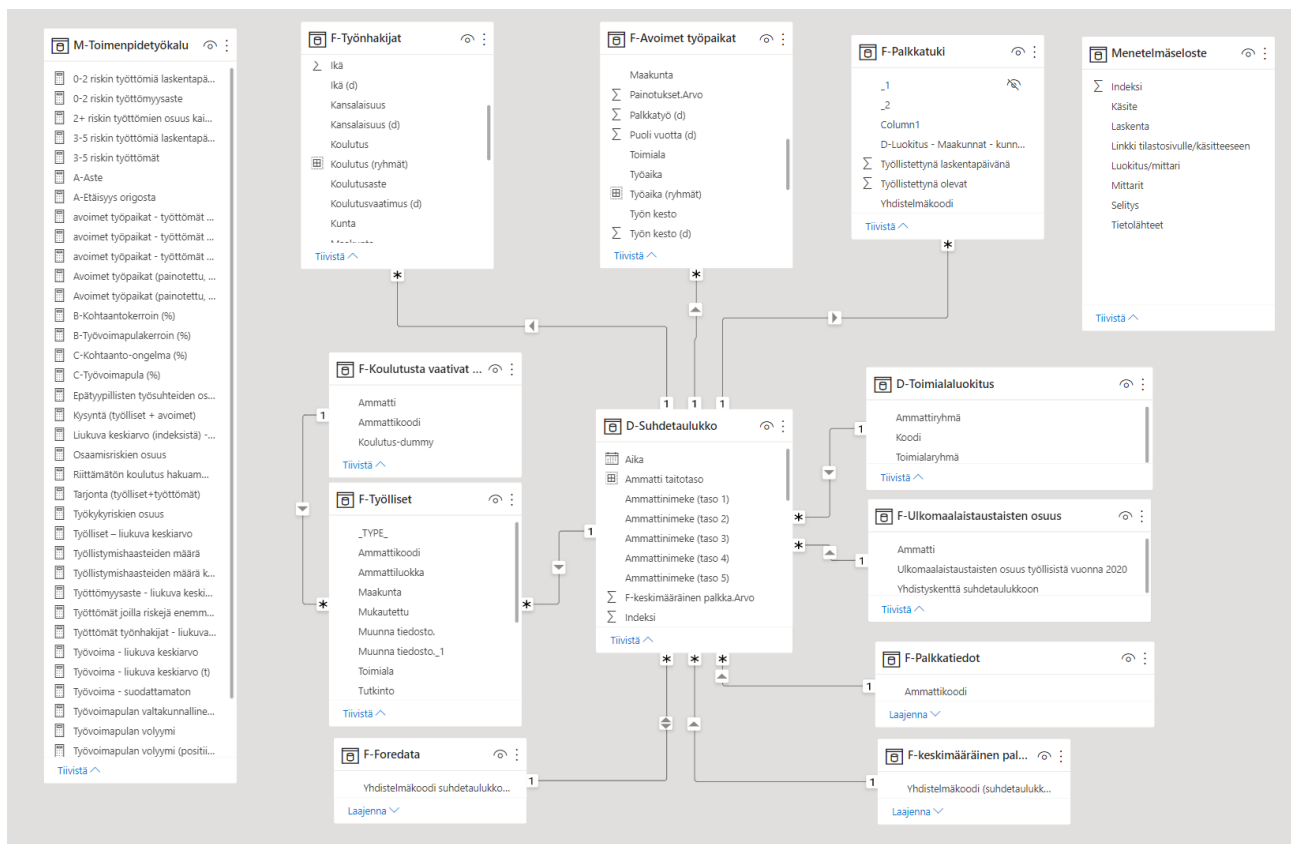 M-Toimenpidetyökalu
0-2 riskin työttömiä laskentapä...
0-2 riskin työttömyysaste
2+ riskin työttömien osuus kai...
3-5 riskin työttömiä laskentapä...
3-5 riskin työttömät
A-Aste
A-Etäisyys origosta
avoimet työpaikat - työttömät ...
avoimet työpaikat - työttömät ...
avoimet työpaikat - työttömät ...
Avoimet työpaikat (painotettu, ...
Avoimet työpaikat (painotettu, ...
B-Kohtaantokerroin (%)
B-Työvoimapulakerroin (%)
C-Kohtaanto-ongelma (%)
C-Työvoimapula (%)
Epätyypillisten työsuhteiden os...
Kysyntä (työlliset + avoimet)
Liukuva keskiarvo (indeksistä) -...
Osaamisriskien osuus
Riittämätön koulutus hakuam...
Tarjonta (työlliset+työttömät)
Työkykyriskien osuus
Työlliset – liukuva keskiarvo
Työllistymishaasteiden määrä
Työllistymishaasteiden määrä k...
Työttömyysaste - liukuva keski...
Työttömät joilla riskejä enemm...
Työttömät työnhakijat - liukuva...
Työvoima - liukuva keskiarvo
Työvoima - liukuva keskiarvo (t)
Työvoima - suodattamaton
Työvoimapulan valtakunnalline...
Työvoimapulan volyymi
Työvoimapulan volyymi (positii...
Tiivistä
F-Työnhakijat
Ikä
Ikä (d)
Kansalaisuus
Kansalaisuus (d)
Koulutus
Koulutus (ryhmät)
Koulutusaste
Koulutusvaatimus (d)
Kunta
Maakunta
Tiivistä
F-Avoimet työpaikat
Maakunta
Painotukset.Arvo
Palkkatyö (d)
Puoli vuotta (d)
Toimiala
Työaika
Työaika (ryhmät)
Työn kesto
Työn kesto (d)
Tiivistä
F-Palkkatuki
_1
_2
Column1
D-Luokitus - Maakunnat - kunn...
Työllistettynä laskentapäivänä
Työllistettynä olevat
Yhdistelmäkoodi
Tiivistä
Menetelmäseloste
Indeksi
Käsite
Laskenta
Linkki tilastosivulle/käsitteeseen
Luokitus/mittari
Mittarit
Selitys
Tietolähteet
Tiivistä
F-Koulutusta vaativat ...
Ammatti
Ammattikoodi
Koulutus-dummy
Tiivistä
F-Työlliset
_TYPE_
Ammattikoodi
Ammattiluokka
Maakunta
Mukautettu
Muunna tiedosto.
Muunna tiedosto._1
Toimiala
Tutkinto
Tiivistä
F-Foredata
Yhdistelmäkoodi suhdetaulukko...
Laajenna
D-Suhdetaulukko
Aika
Ammatti taitotaso
Ammattinimeke (taso 1)
Ammattinimeke (taso 2)
Ammattinimeke (taso 3)
Ammattinimeke (taso 4)
Ammattinimeke (taso 5)
F-keskimääräinen palkka.Arvo
Indeksi
Tiivistä
D-Toimialaluokitus
Ammattiryhmä
Koodi
Toimialaryhmä
Tiivistä
F-Ulkomaalaistaustaisten osuus
Ammatti
Ulkomaalaistaustaisten osuus työllisistä vuonna 2020
Yhdistyskenttä suhdetaulukkoon
Tiivistä
F-Palkkatiedot
Ammattikoodi
Laajenna
F-keskimääräinen pal...
Yhdistelmäkoodi (suhdetaulukk...
Laajenna
1
1
1
1
1
1
1
1
1
1